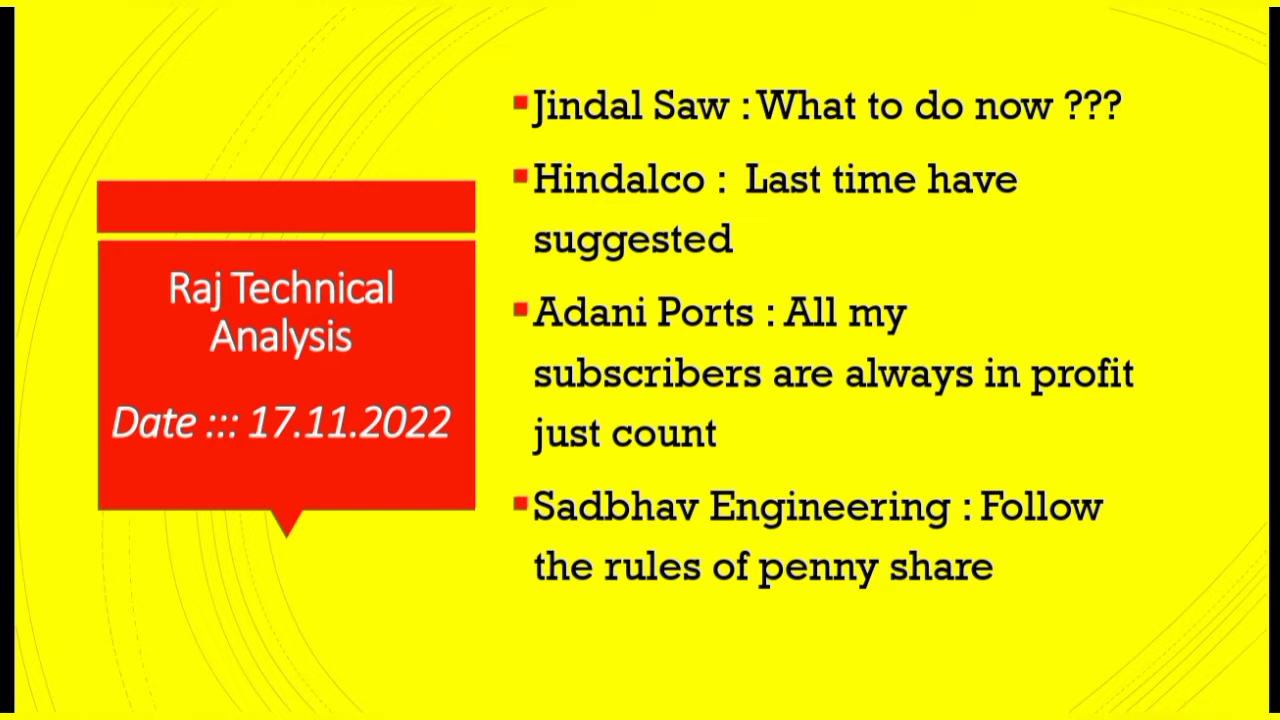 Raj Technical
Analysis
Date ::: 17.11.2022
Jindal Saw : What to do now ???
Hindalco : Last time have
suggested
Adani Ports : All my
subscribers are always in profit
just count
Sadbhav Engineering : Follow
the rules of penny share